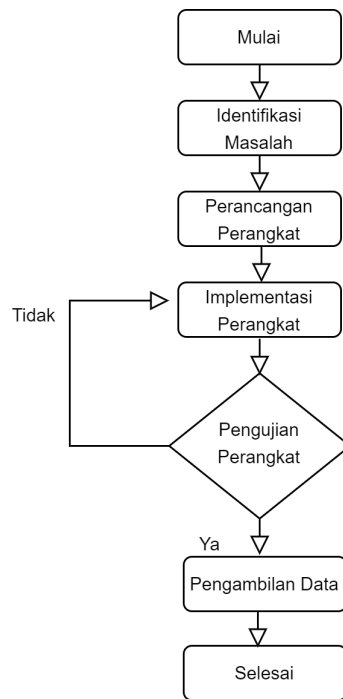 Mulai
Identifikasi
Masalah
Perancangan
Perangkat
Implementasi
Perangkat
Tidak
Pengujian
Perangkat
Ya
Pengambilan Data
Selesai